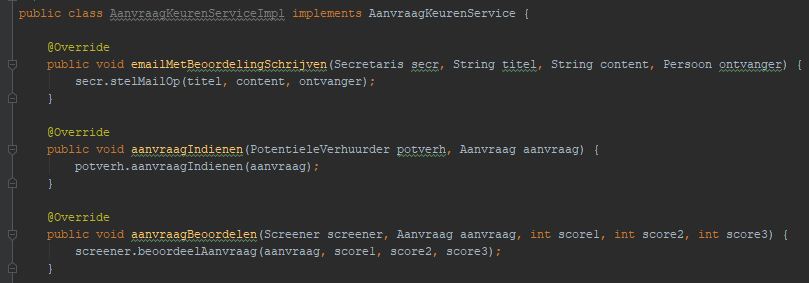 public class AanvraagKeurenServiceImpl implements AanvraagKeurenService {
@Override
public void emailMetBeoordelingSchrijven(Secretaris secr, String titel, String content, Persoon ontvanger) {
secr.stelMailOp(titel, content, ontvanger);
}
@Override
public void aanvraagIndienen(PotentieleVerhuurder potverh, Aanvraag aanvraag) {
potverh.aanvraagIndienen(aanvraag);
}
@Override
public void aanvraagBeoordelen(Screener screener, Aanvraag aanvraag, int score1, int score2, int score3) {
screener.beoordeelAanvraag(aanvraag, score1, score2, score3);
}